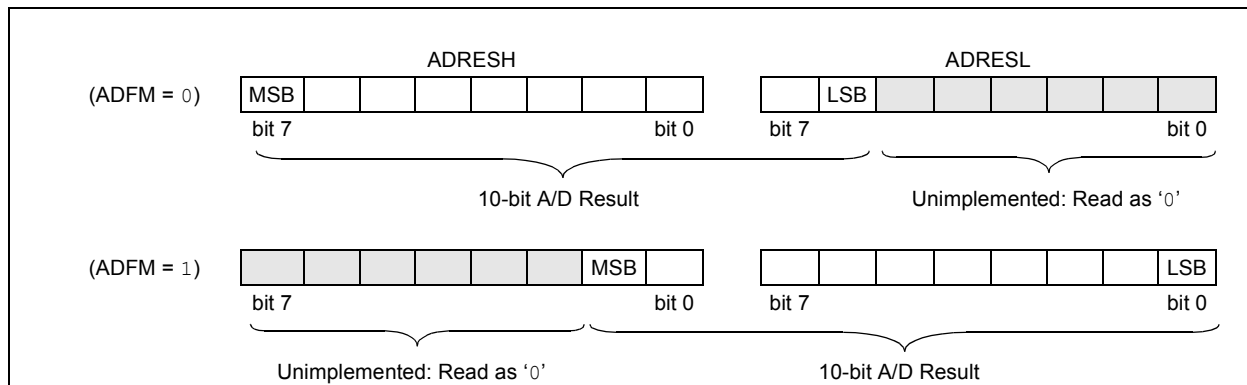 ADRESH ADRESL
(ADFM = 0) MSB LSB
bit 7 bit 0 bit 7 bit 0
10-bit A/D Result Unimplemented: Read as ‘0’
(ADFM = 1) MSB LSB
bit 7 bit 0 bit 7 bit 0
Unimplemented: Read as ‘0’ 10-bit A/D Result